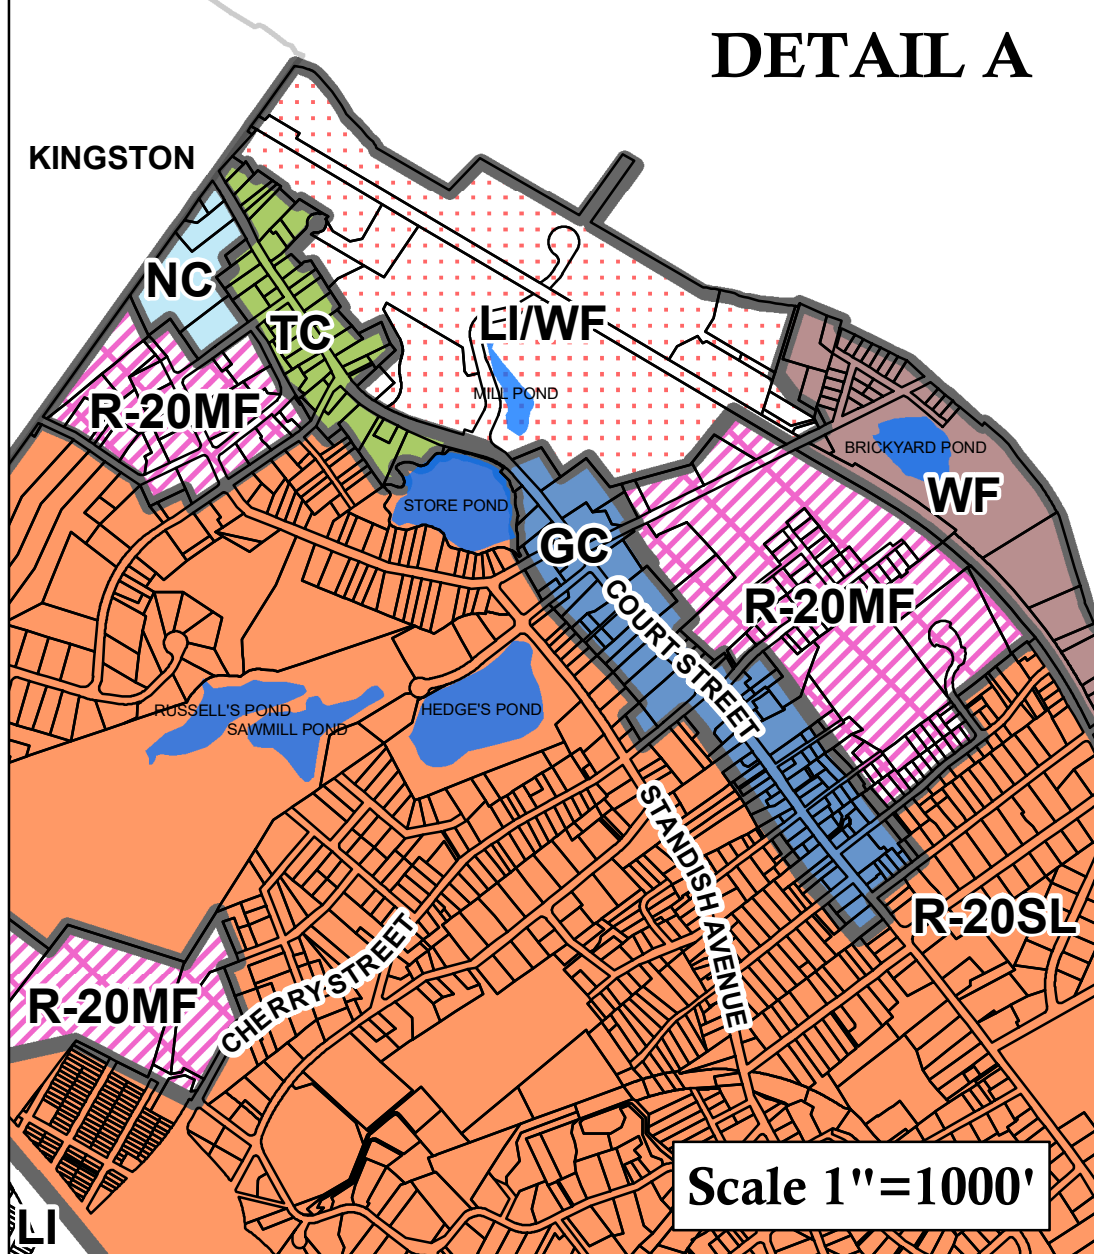 DETAIL A
KINGSTON
NC
TC
LI/WF
MILL POND
R-20MF
BRICKYARD POND
WF
STORE POND
GC
COURT STREET
R-20MF
RUSSELL'S POND
SAWMILL POND
HEDGE'S POND
STANDISH AVENUE
R-20SL
CHERRY STREET
R-20MF
Scale 1"=1000'
LI